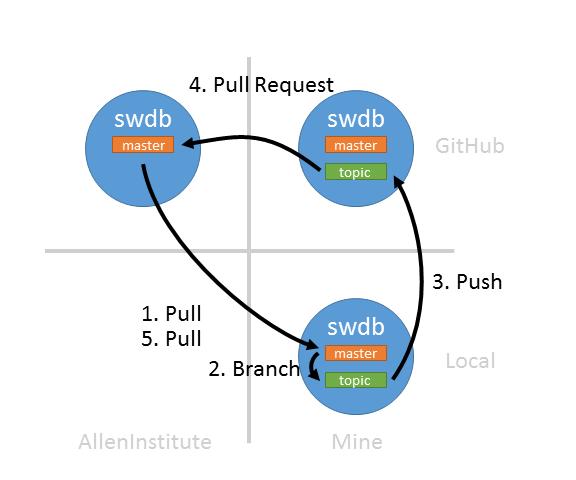 4. Pull Request
swdb
master
swdb
master
topic
GitHub
1. Pull
5. Pull
3. Push
swdb
master
topic
2. Branch
Local
AllenInstitute
Mine